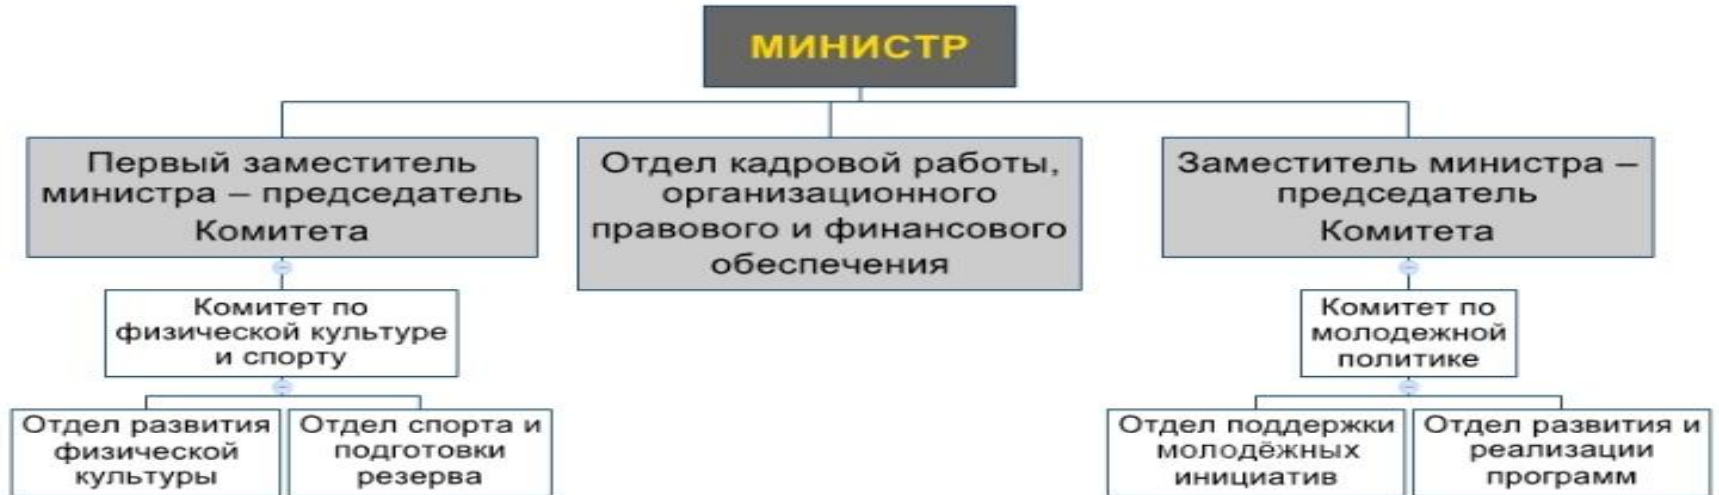 МИНИСТР
Первый заместитель
министра – председатель
Комитета
Отдел кадровой работы,
организационного
правового и финансового
обеспечения
Заместитель министра –
председатель
Комитета
Комитет по
физической культуре
и спорту
Комитет по
молодежной
политике
Отдел развития
физической
культуры
Отдел спорта и
подготовки
резерва
Отдел поддержки
молодёжных
инициатив
Отдел развития и
реализации
программ